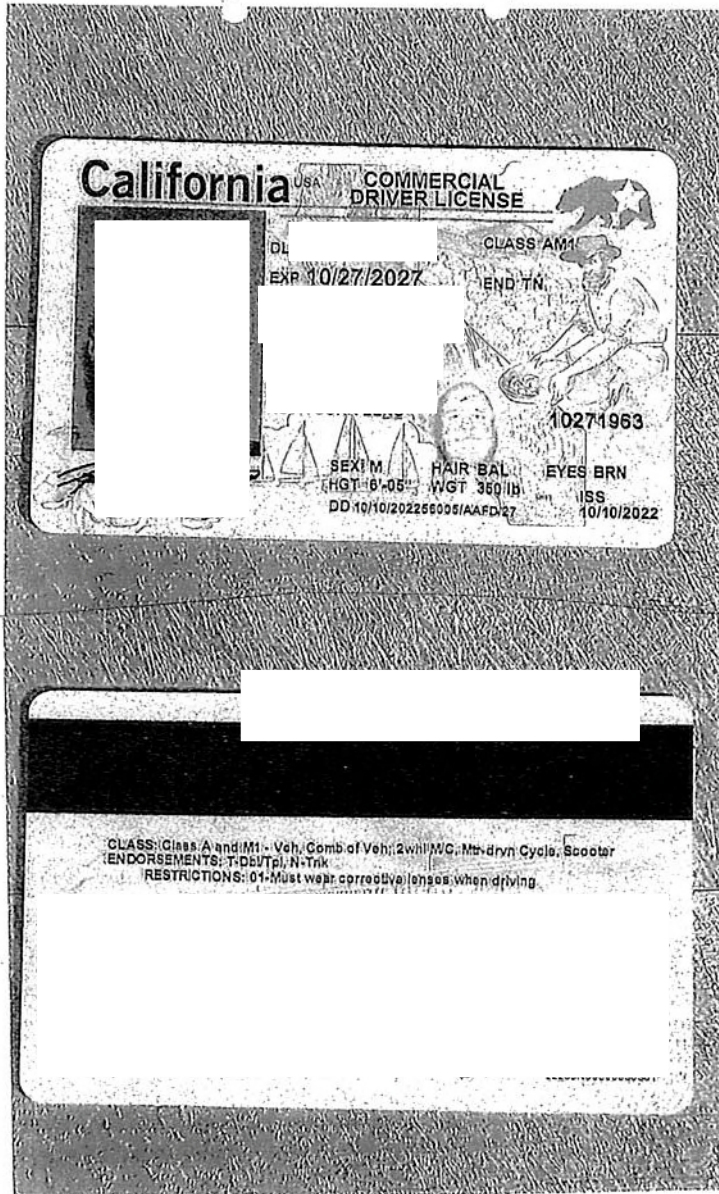 California USA COMMERCIAL
DRIVER LICENSE
DL
CLASS AM1
EXP 10/27/2027
END TN
10271963
SEX M HAIR BAL EYES BRN
HGT 6'-05" WGT 350 lb
ISS
DD 10/10/202256005/AAFD/27
10/10/2022
CLASS: Class A and M1 - Veh, Comb of Veh; 2whl M/C, Mtr-drvn Cycle, Scooter
ENDORSEMENTS: T-Dbl/Tpl, N-Tnk
RESTRICTIONS: 01-Must wear corrective lenses when driving